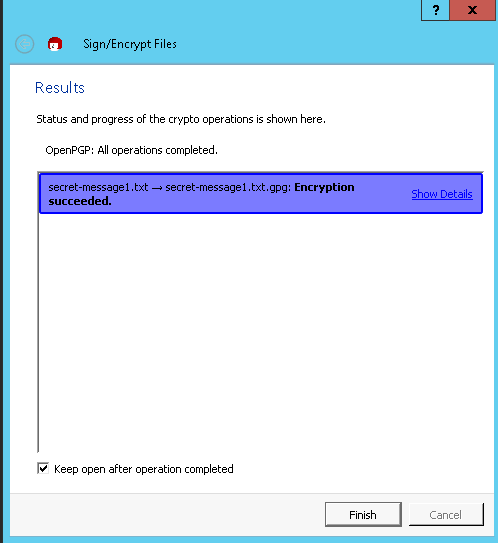 ? x
Sign/Encrypt Files
Results
Status and progress of the crypto operations is shown here.
OpenPGP: All operations completed.
secret-message1.txt → secret-message1.txt.gpg: Encryption
succeeded.
Show Details
Keep open after operation completed
Finish Cancel